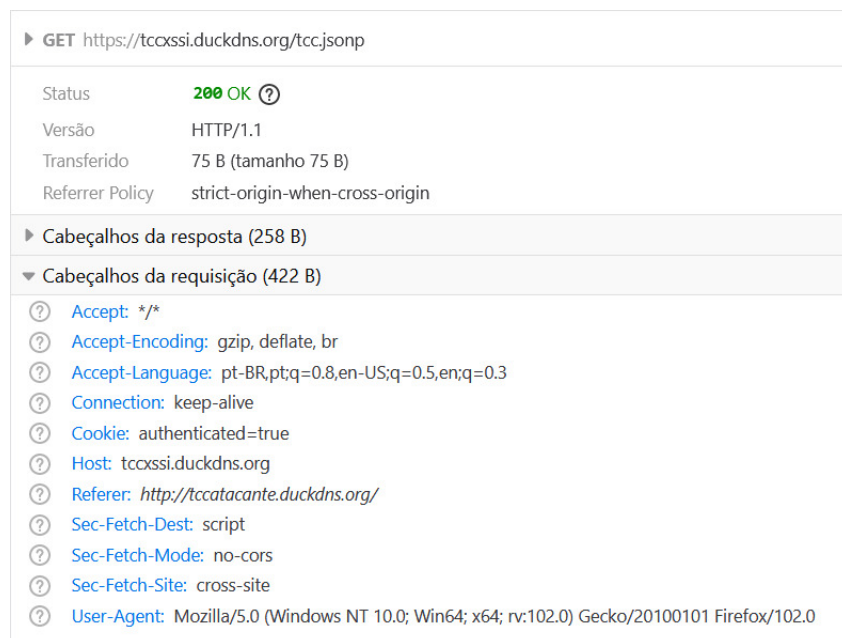 GET https://tccxssi.duckdns.org/tcc.jsonp
Status 200 OK ?
Versão HTTP/1.1
Transferido 75 B (tamanho 75 B)
Referrer Policy strict-origin-when-cross-origin
Cabeçalhos da resposta (258 B)
Cabeçalhos da requisição (422 B)
? Accept: */*
? Accept-Encoding: gzip, deflate, br
? Accept-Language: pt-BR,pt;q=0.8,en-US;q=0.5,en;q=0.3
? Connection: keep-alive
? Cookie: authenticated=true
? Host: tccxssi.duckdns.org
? Referer: http://tccatacante.duckdns.org/
? Sec-Fetch-Dest: script
? Sec-Fetch-Mode: no-cors
? Sec-Fetch-Site: cross-site
? User-Agent: Mozilla/5.0 (Windows NT 10.0; Win64; x64; rv:102.0) Gecko/20100101 Firefox/102.0